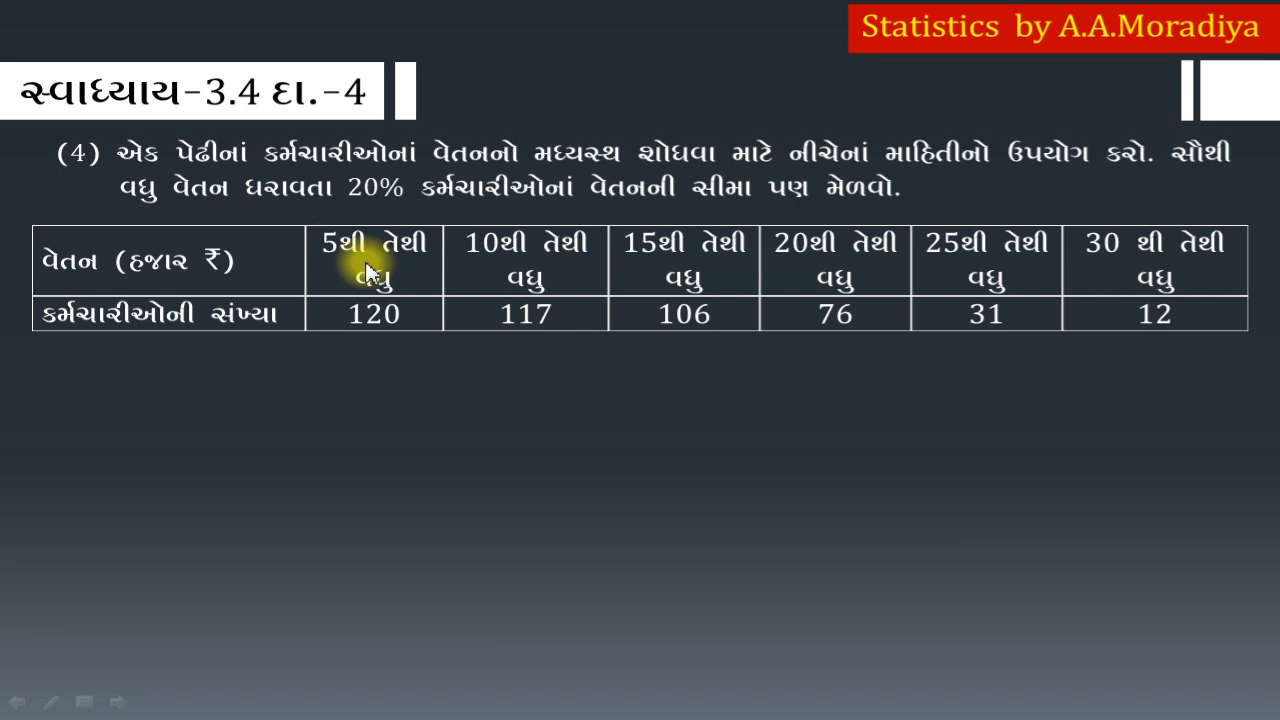 Statistics by A.A.Moradiya
સ્વાધ્યાય-3.4 દા.-4
(4) એક પેઢીનાં કર્મચારીઓનાં વેતનનો મધ્યસ્થ શોધવા માટે નીચેનાં માહિતીનો ઉપયોગ કરો. સૌથી
વધુ વેતન ધરાવતા 20% કર્મચારીઓનાં વેતનની સીમા પણ મેળવો.
વેતન (હજાર ₹) 5થી તેથી વધુ 10થી તેથી વધુ 15થી તેથી વધુ 20થી તેથી વધુ 25થી તેથી વધુ 30 થી તેથી વધુ
કર્મચારીઓની સંખ્યા 120 117 106 76 31 12